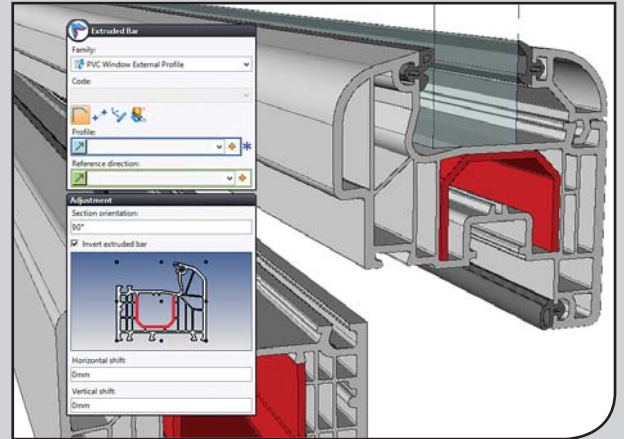 Extruded Bar
Family:
PVC Window External Profile
Code:
Profile:
Reference direction:
Adjustment
Section orientation:
90°
Invert extruded bar
Horizontal shift:
0mm
Vertical shift:
0mm